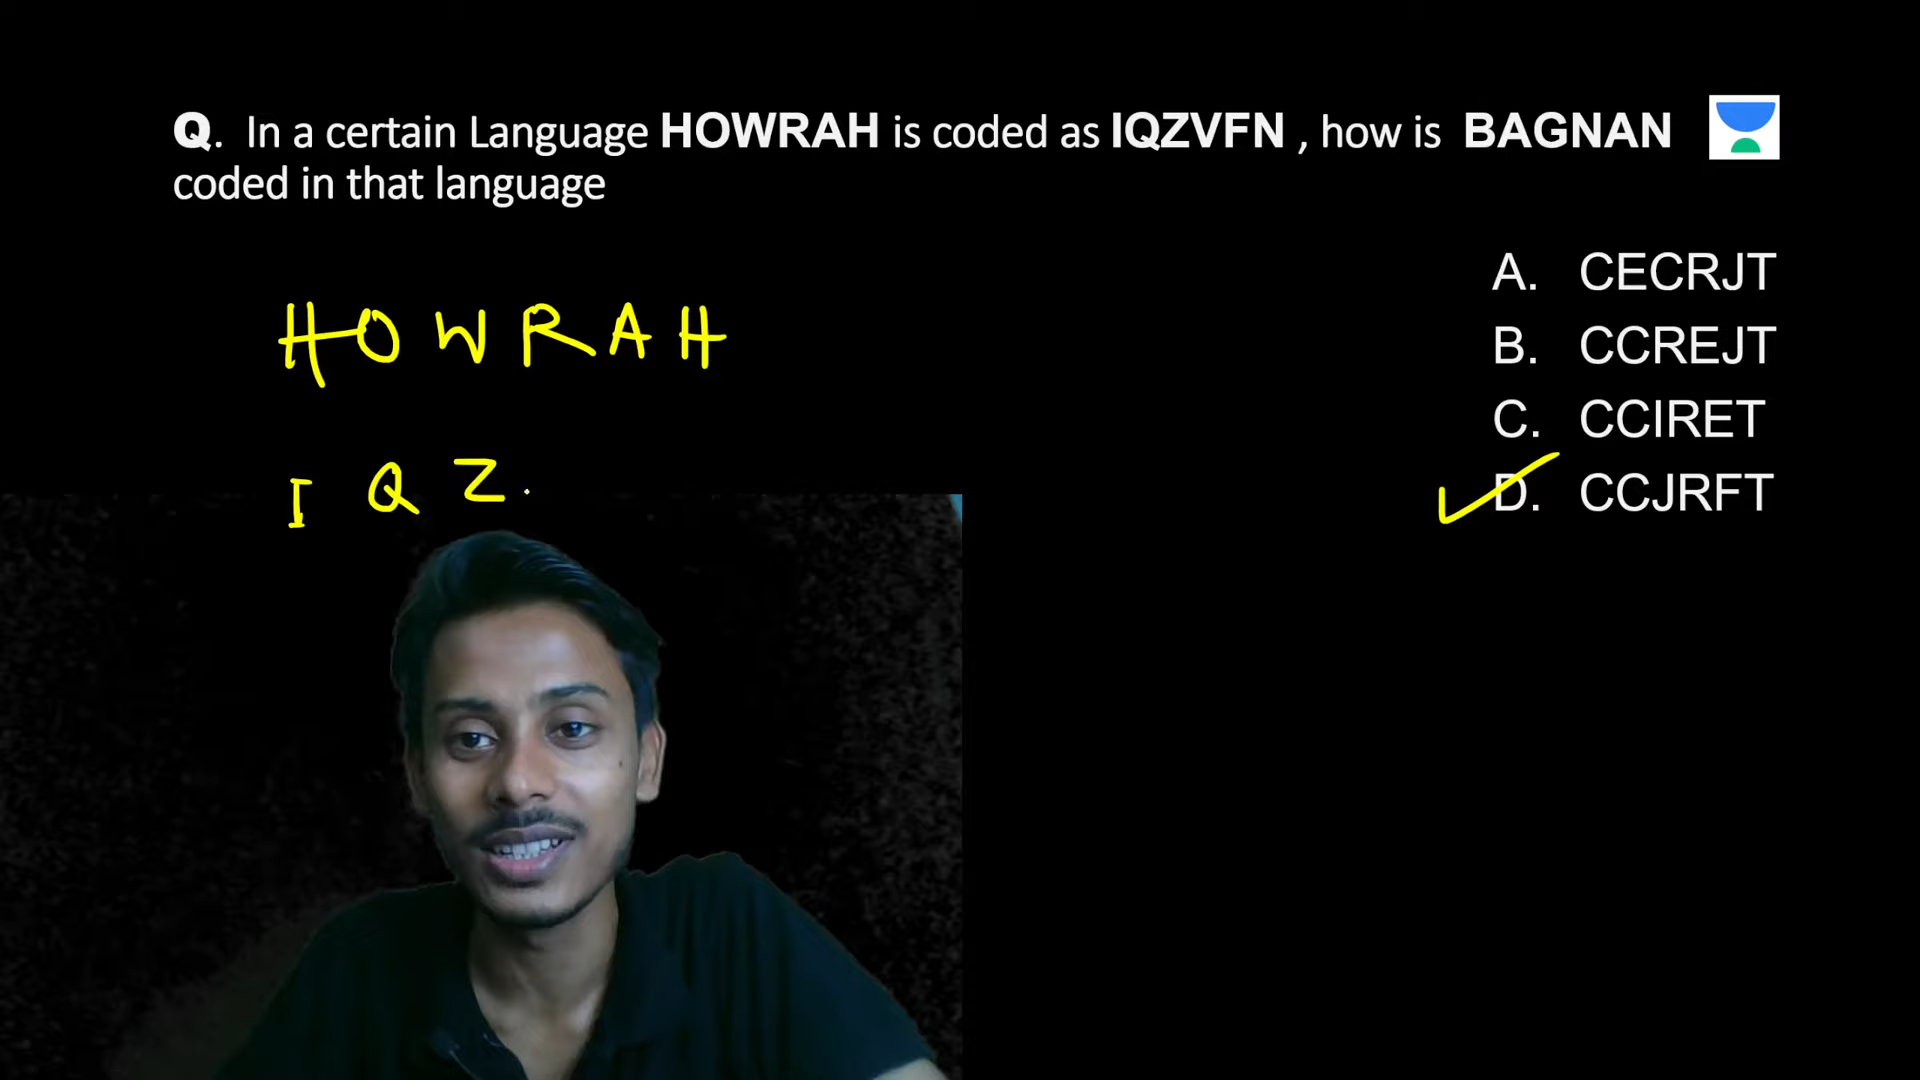 Q. In a certain Language HOWRAH is coded as IQZVFN , how is BAGNAN
coded in that language
A. CECRJT
B. CCREJT
C. CCIRET
D. CCJRFT
H O W R A H
I Q Z